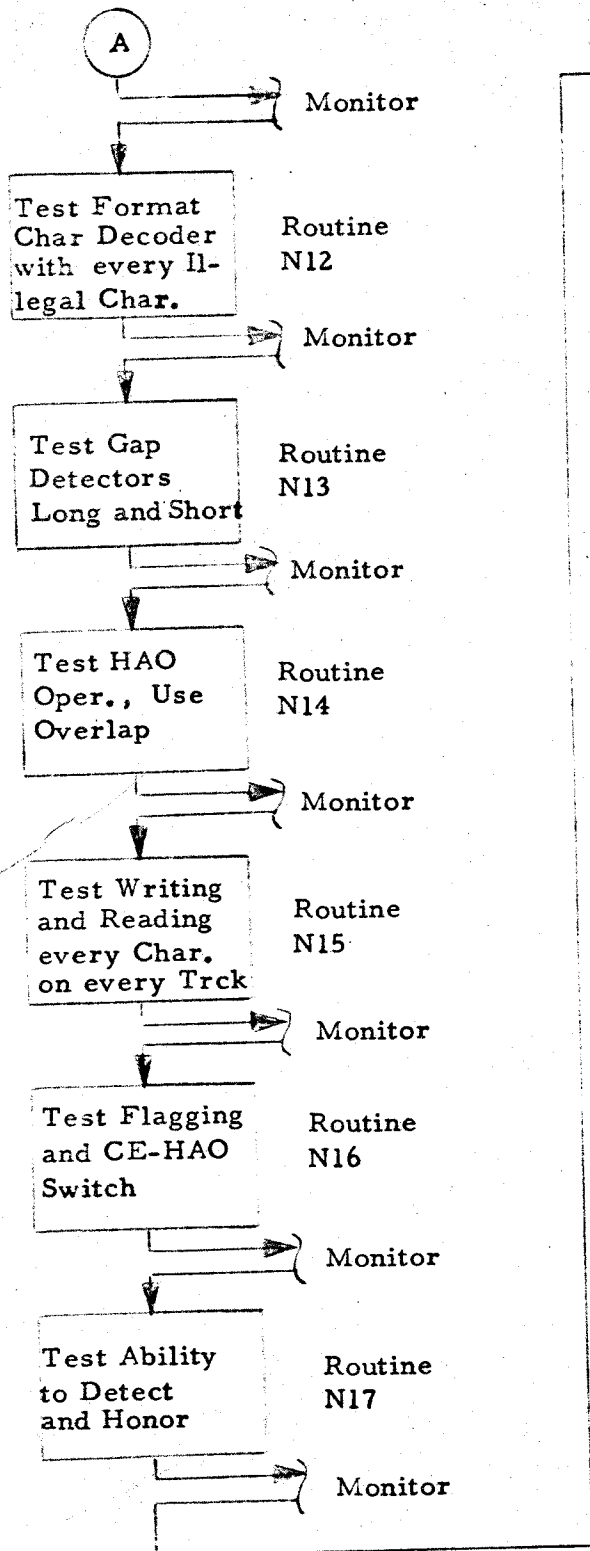 A
Monitor
Test Format
Char Decoder
with every Il-
legal Char.
Routine
N12
Monitor
Test Gap
Detectors
Long and Short
Routine
N13
Monitor
Test HAO
Oper., Use
Overlap
Routine
N14
Monitor
Test Writing
and Reading
every Char.
on every Trck
Routine
N15
Monitor
Test Flagging
and CE-HAO
Switch
Routine
N16
Monitor
Test Ability
to Detect
and Honor
Routine
N17
Monitor